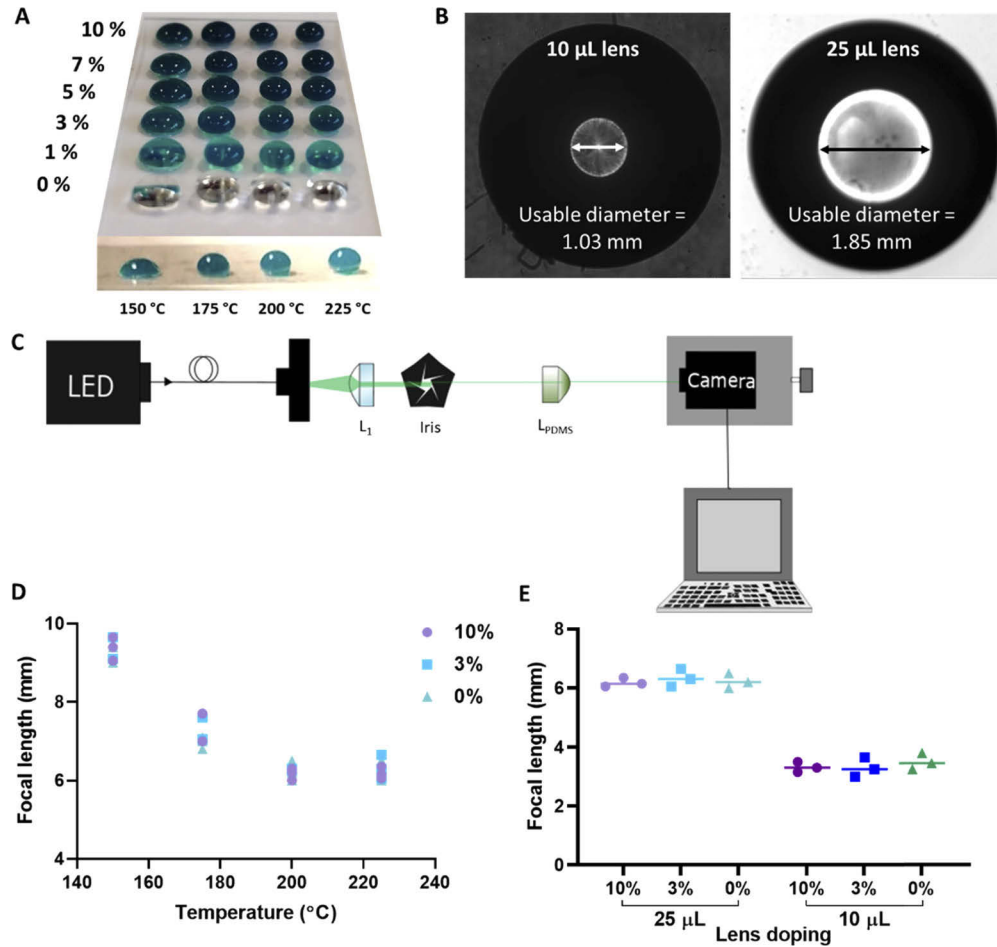 A
10 %
7 %
5 %
3 %
1 %
0 %
150 °C 175 °C 200 °C 225 °C
B
10 µL lens
Usable diameter =
1.03 mm
25 µL lens
Usable diameter =
1.85 mm
C
LED
L1
Iris
LPDMS
Camera
D
10%
3%
0%
Focal length (mm)
10
8
6
4
140 160 180 200 220 240
Temperature (°C)
E
Focal length (mm)
8
6
4
2
0
10% 3% 0% 10% 3% 0%
25 µL 10 µL
Lens doping